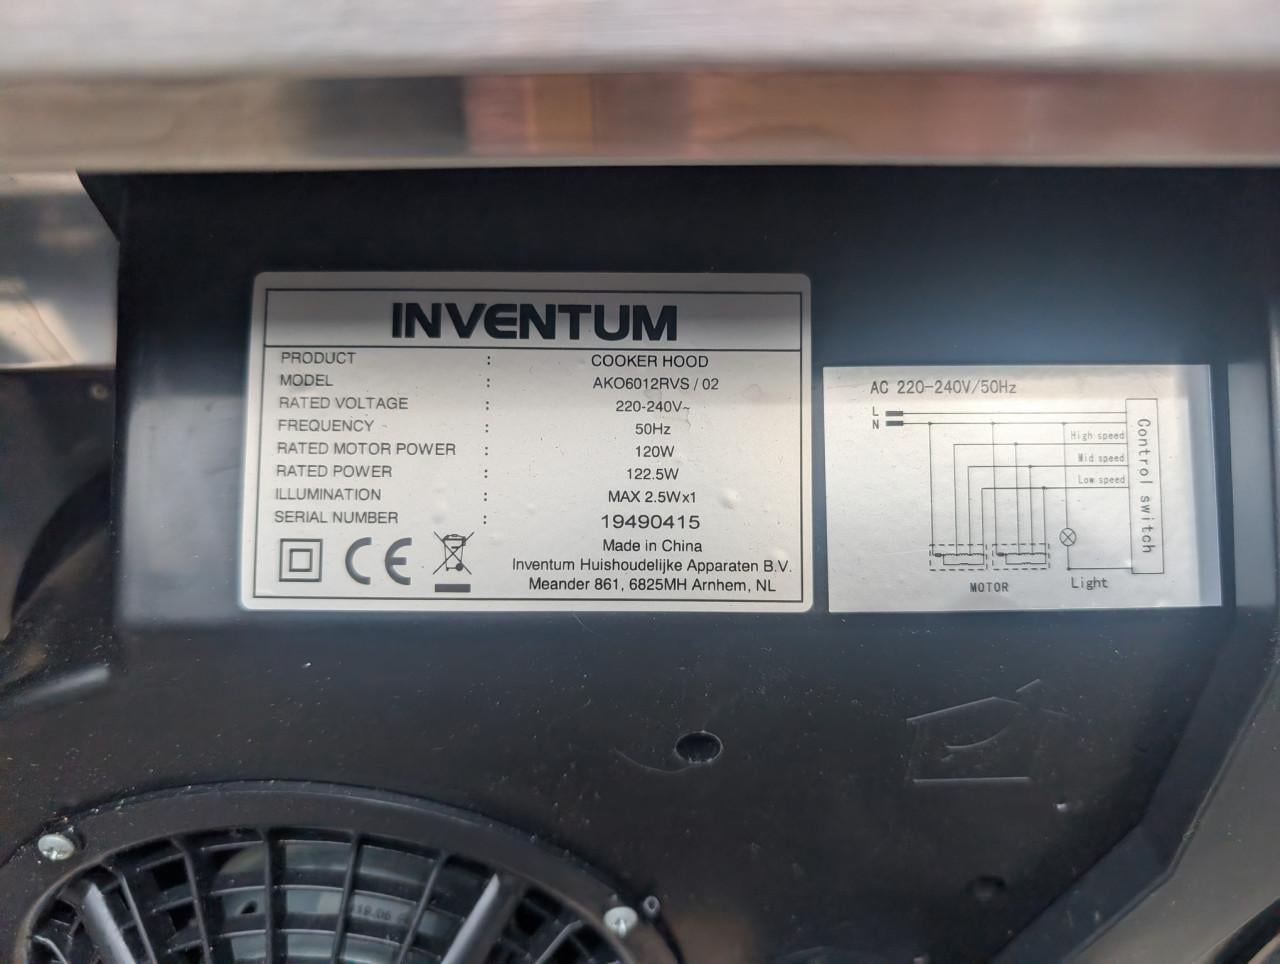 INVENTUM
PRODUCT : COOKER HOOD
MODEL : AKO6012RVS / 02
RATED VOLTAGE : 220-240V~
FREQUENCY : 50Hz
RATED MOTOR POWER : 120W
RATED POWER : 122.5W
ILLUMINATION : MAX 2.5Wx1
SERIAL NUMBER : 19490415
Made in China
Inventum Huishoudelijke Apparaten B.V.
Meander 861, 6825MH Arnhem, NL
CE
AC 220-240V/50Hz
L
N
High speed
Mid speed
Low speed
Control switch
MOTOR
Light